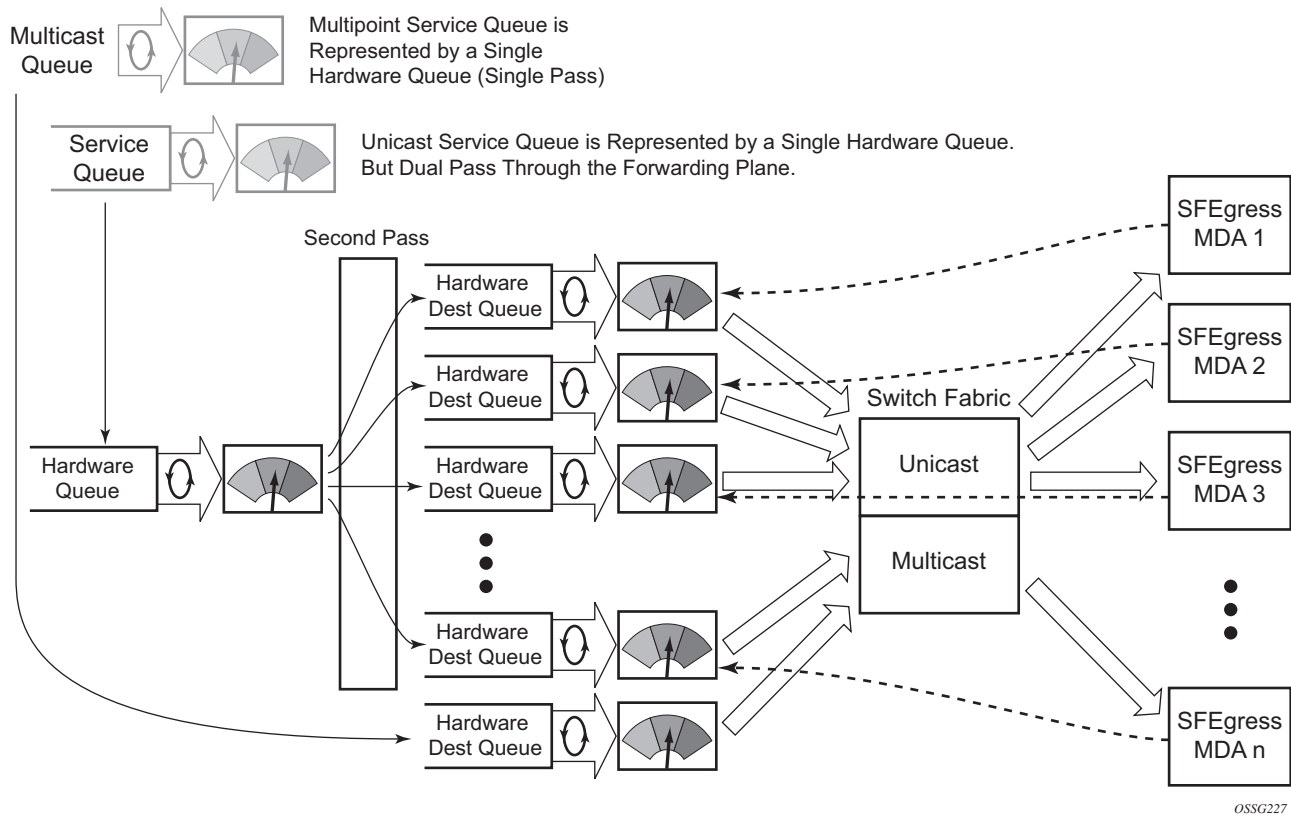 Multicast
Queue
Multipoint Service Queue is
Represented by a Single
Hardware Queue (Single Pass)
Service
Queue
Unicast Service Queue is Represented by a Single Hardware Queue.
But Dual Pass Through the Forwarding Plane.
Second Pass
Hardware
Dest Queue
Hardware
Dest Queue
Hardware
Queue
Hardware
Dest Queue
Hardware
Dest Queue
Hardware
Dest Queue
Switch Fabric
Unicast
Multicast
SFEgress
MDA 1
SFEgress
MDA 2
SFEgress
MDA 3
SFEgress
MDA n
OSSG227